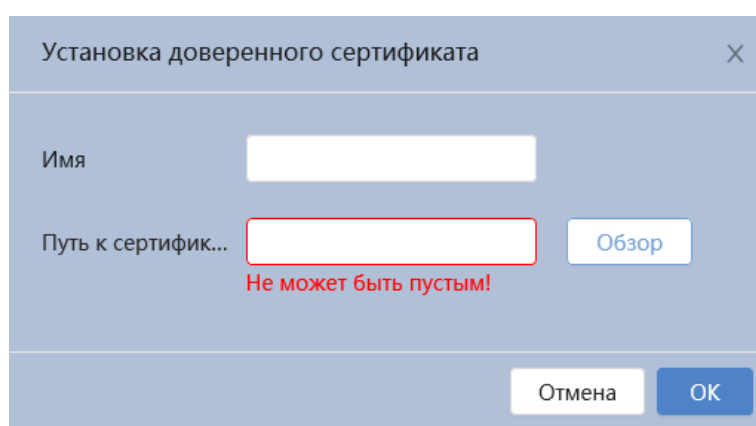 Установка доверенного сертификата
Имя
Путь к сертифик... Обзор
Не может быть пустым!
Отмена OK